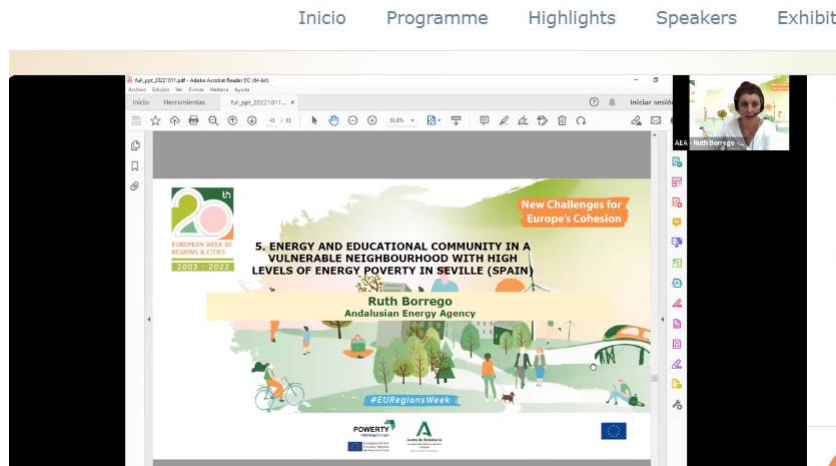 Inicio Programme Highlights Speakers Exhibit
full_ppt_20221011.pdf - Adobe Acrobat Reader DC (64-bit)
Archivo Edición Ver Firmar Ventana Ayuda
Inicio Herramientas full_ppt_20221011... × Iniciar sesión
AEA - Ruth Borrego
20th
EUROPEAN WEEK OF
REGIONS & CITIES
2003 - 2022
New Challenges for
Europe's Cohesion
5. ENERGY AND EDUCATIONAL COMMUNITY IN A
VULNERABLE NEIGHBOURHOOD WITH HIGH
LEVELS OF ENERGY POVERTY IN SEVILLE (SPAIN)
Ruth Borrego
Andalusian Energy Agency
#EURegionsWeek
POWERTY
Interreg Europe
Junta de Andalucía